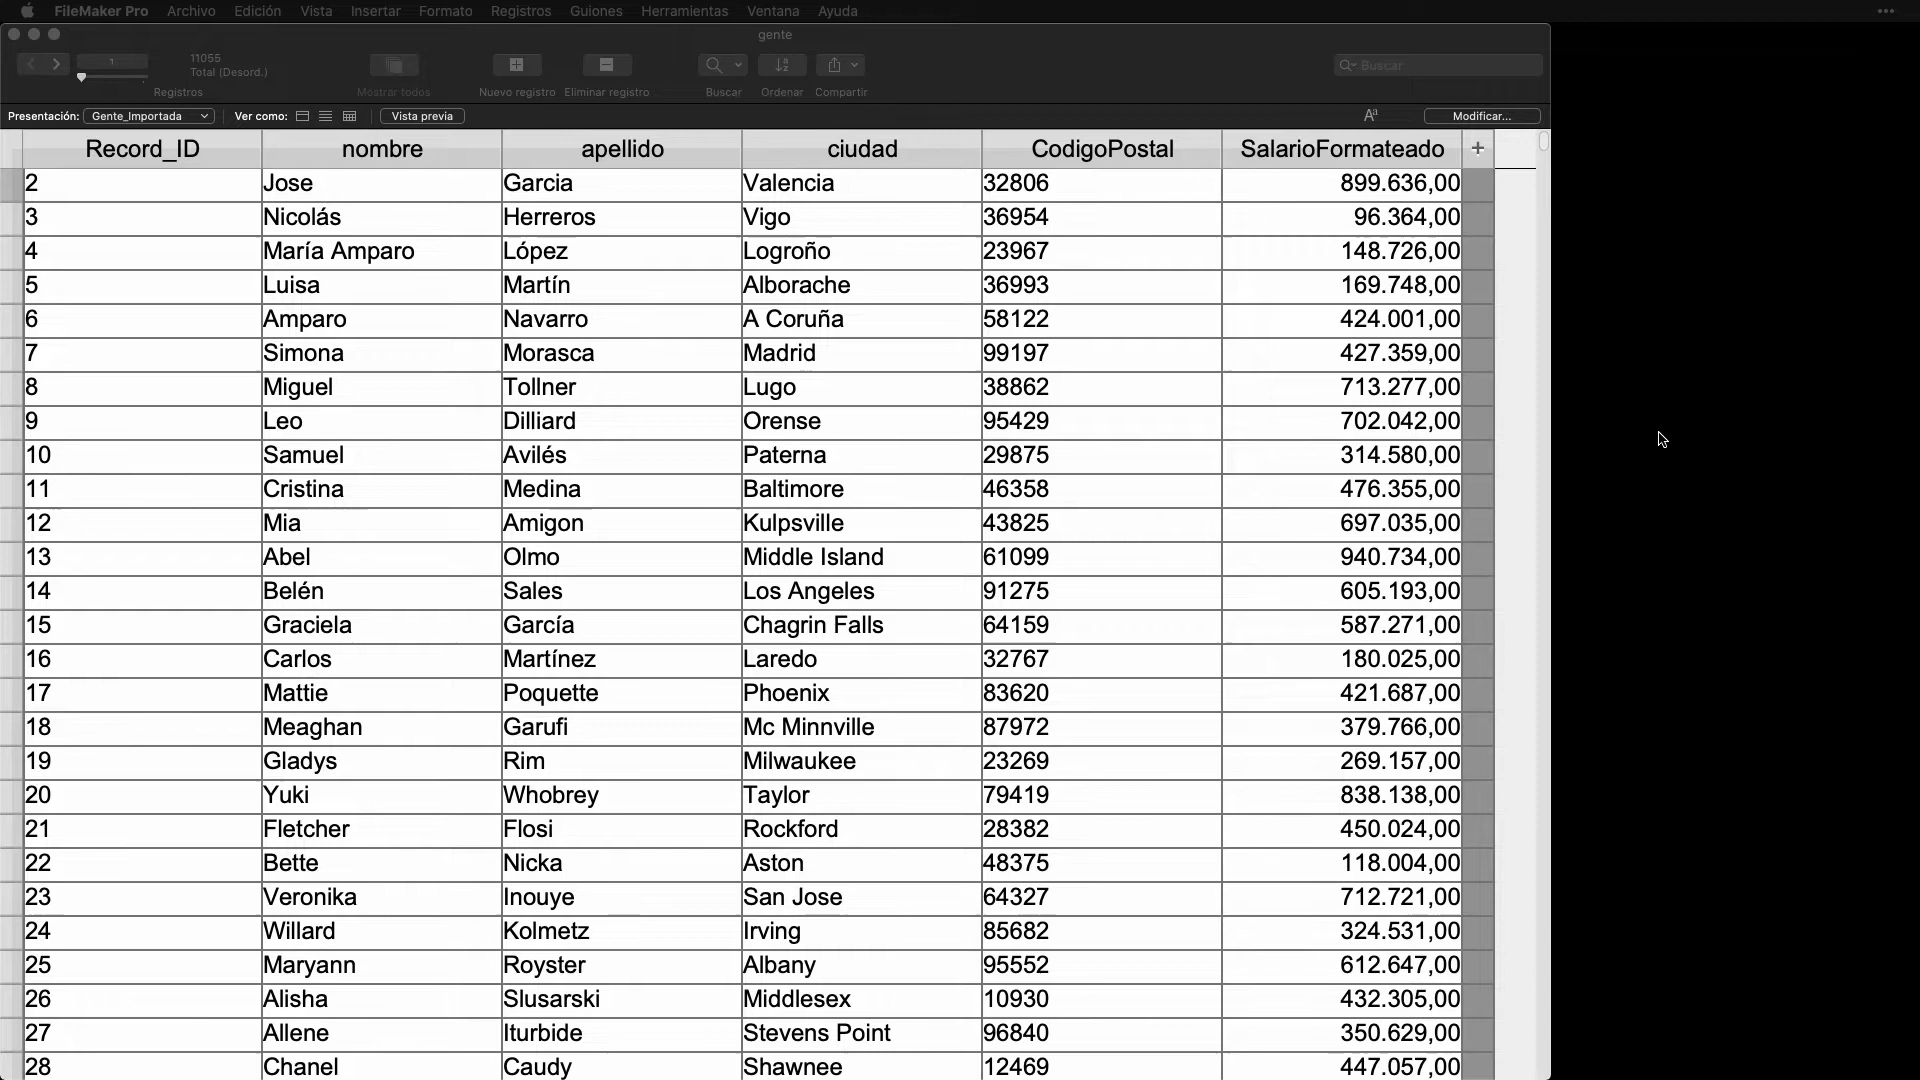 FileMaker Pro Archivo Edición Vista Insertar Formato Registros Guiones Herramientas Ventana Ayuda
gente
1
11055
Total (Desord.)
Buscar
Registros Mostrar todos Nuevo registro Eliminar registro Buscar Ordenar Compartir
Presentación: Gente_Importada Ver como: Vista previa Modificar...
Record_ID nombre apellido ciudad CodigoPostal SalarioFormateado +
2 Jose Garcia Valencia 32806 899.636,00
3 Nicolás Herreros Vigo 36954 96.364,00
4 María Amparo López Logroño 23967 148.726,00
5 Luisa Martín Alborache 36993 169.748,00
6 Amparo Navarro A Coruña 58122 424.001,00
7 Simona Morasca Madrid 99197 427.359,00
8 Miguel Tollner Lugo 38862 713.277,00
9 Leo Dilliard Orense 95429 702.042,00
10 Samuel Avilés Paterna 29875 314.580,00
11 Cristina Medina Baltimore 46358 476.355,00
12 Mia Amigon Kulpsville 43825 697.035,00
13 Abel Olmo Middle Island 61099 940.734,00
14 Belén Sales Los Angeles 91275 605.193,00
15 Graciela García Chagrin Falls 64159 587.271,00
16 Carlos Martínez Laredo 32767 180.025,00
17 Mattie Poquette Phoenix 83620 421.687,00
18 Meaghan Garufi Mc Minnville 87972 379.766,00
19 Gladys Rim Milwaukee 23269 269.157,00
20 Yuki Whobrey Taylor 79419 838.138,00
21 Fletcher Flosi Rockford 28382 450.024,00
22 Bette Nicka Aston 48375 118.004,00
23 Veronika Inouye San Jose 64327 712.721,00
24 Willard Kolmetz Irving 85682 324.531,00
25 Maryann Royster Albany 95552 612.647,00
26 Alisha Slusarski Middlesex 10930 432.305,00
27 Allene Iturbide Stevens Point 96840 350.629,00
28 Chanel Caudy Shawnee 12469 447.057,00